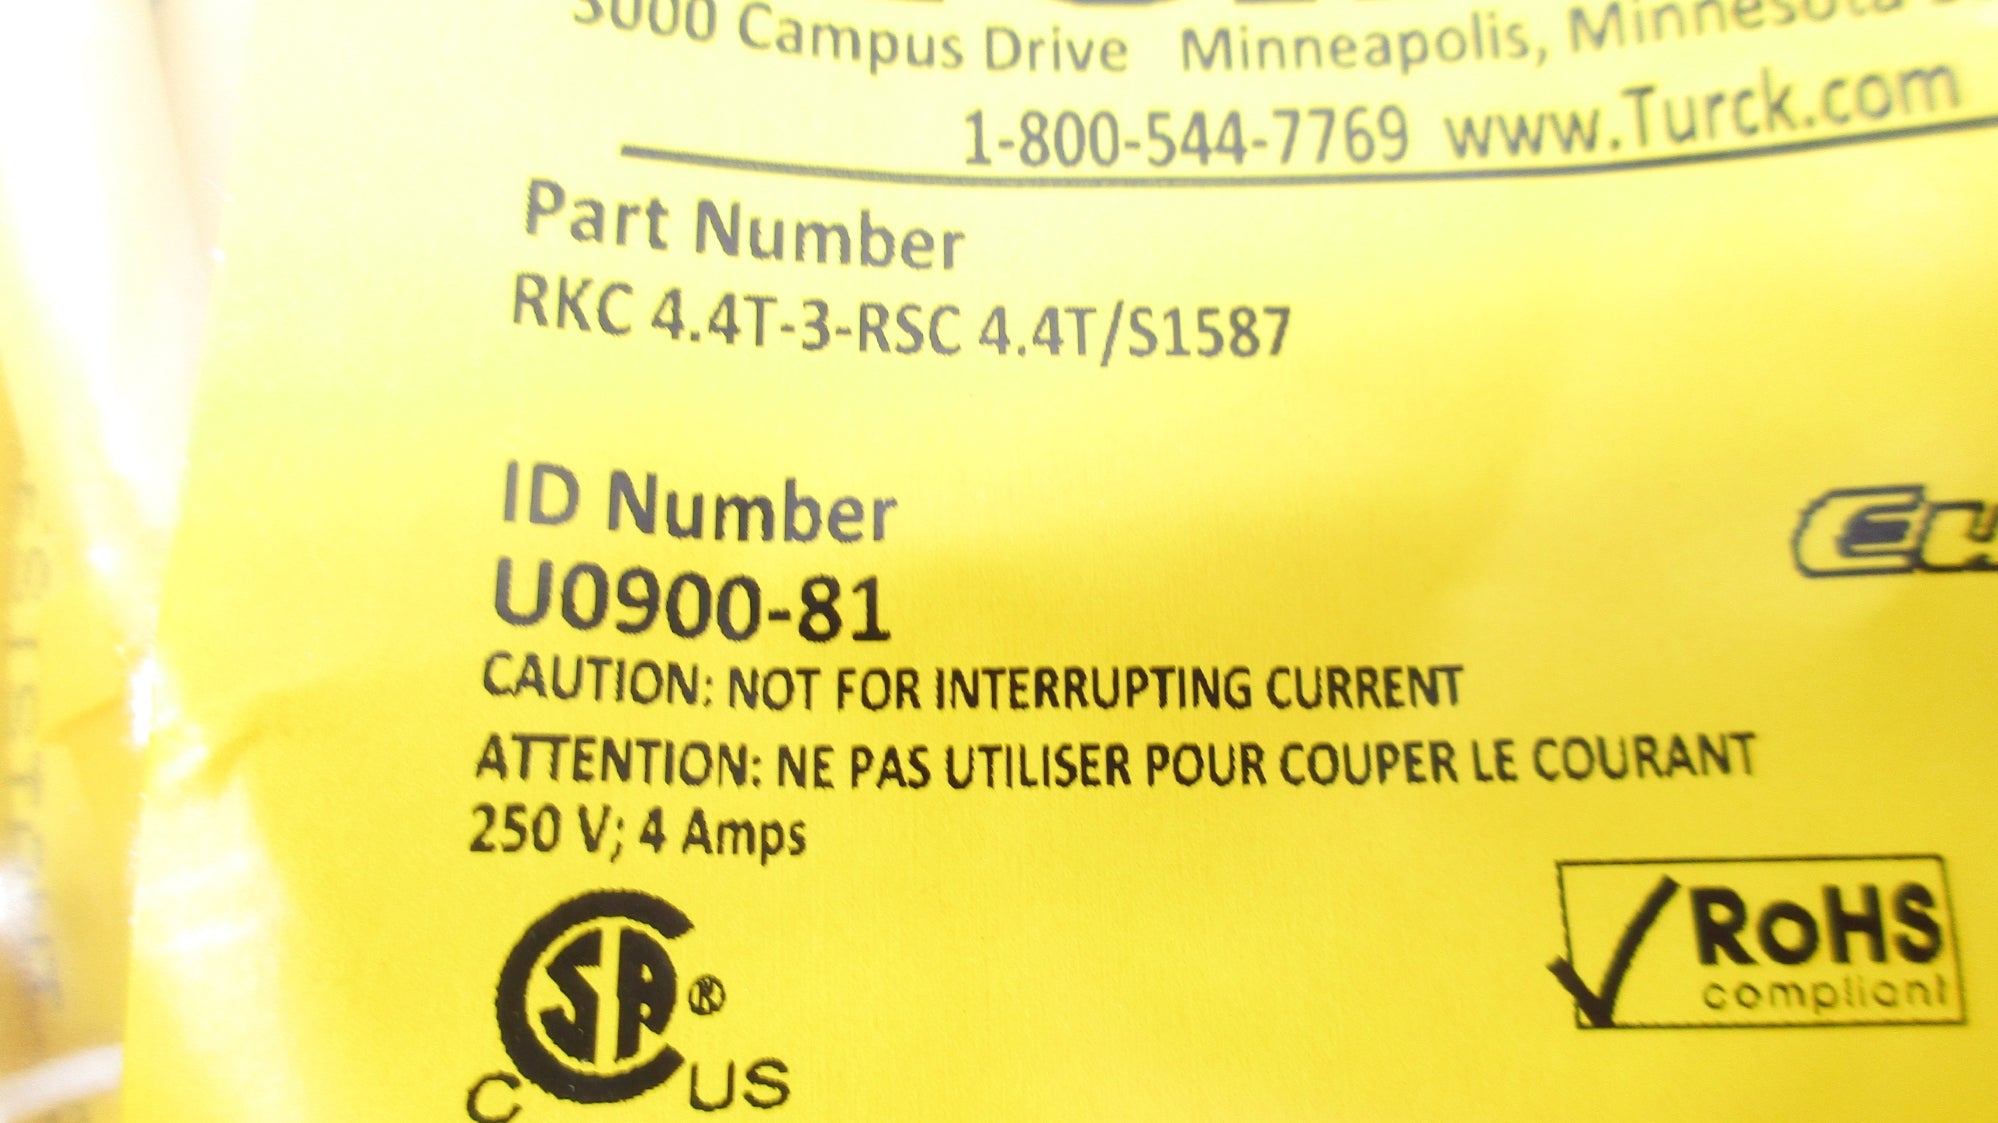 3000 Campus Drive Minneapolis, Minnesota
1-800-544-7769 www.Turck.com
Part Number
RKC 4.4T-3-RSC 4.4T/S1587
ID Number
U0900-81
CAUTION: NOT FOR INTERRUPTING CURRENT
ATTENTION: NE PAS UTILISER POUR COUPER LE COURANT
250 V; 4 Amps
SA®
C US
RoHS
compliant